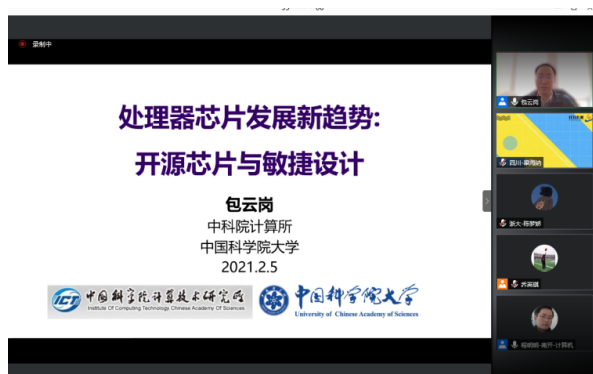 录制中
处理器芯片发展新趋势:
开源芯片与敏捷设计
包云岗
中科院计算所
中国科学院大学
2021.2.5
ICT 中国科学院计算技术研究所
Institute Of Computing Technology Chinese Academy Of Sciences
中国科学院大学
University of Chinese Academy of Sciences
包云岗